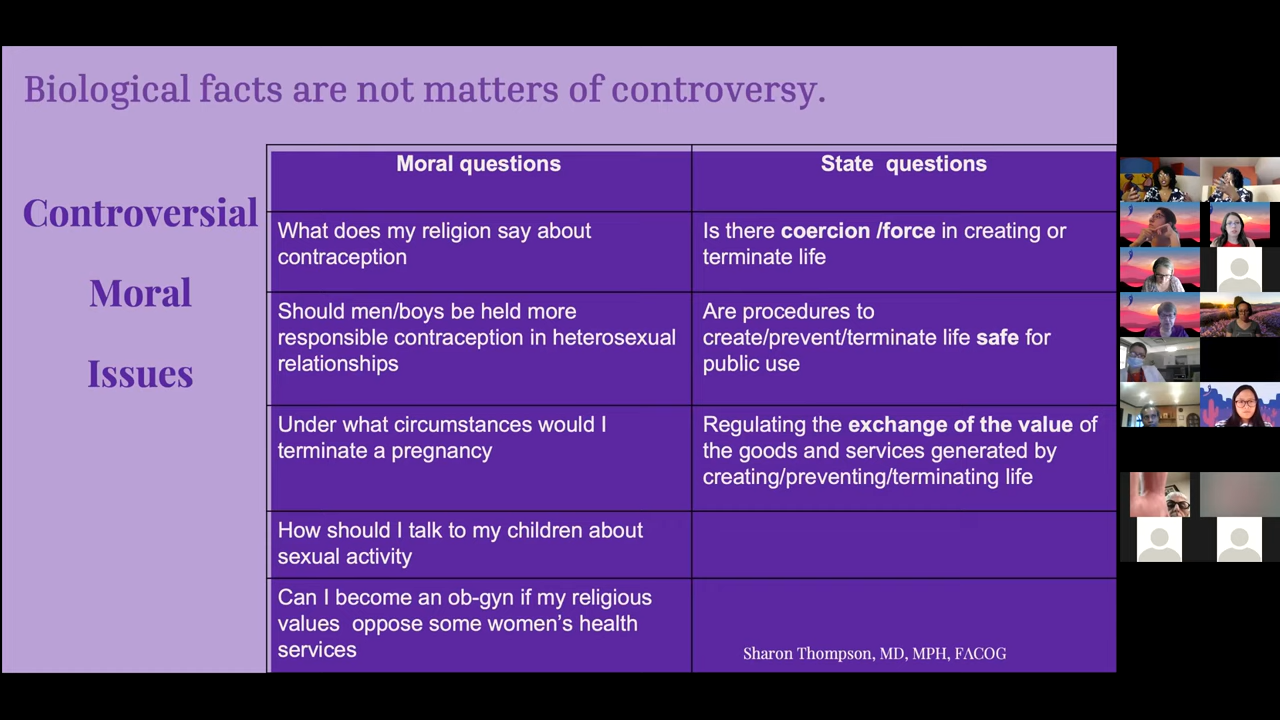 Biological facts are not matters of controversy.
Controversial
Moral
Issues
Moral questions
State questions
What does my religion say about
contraception
Is there coercion /force in creating or
terminate life
Should men/boys be held more
responsible contraception in heterosexual
relationships
Are procedures to
create/prevent/terminate life safe for
public use
Under what circumstances would I
terminate a pregnancy
Regulating the exchange of the value of
the goods and services generated by
creating/preventing/terminating life
How should I talk to my children about
sexual activity
Can I become an ob-gyn if my religious
values oppose some women's health
services
Sharon Thompson, MD, MPH, FACOG